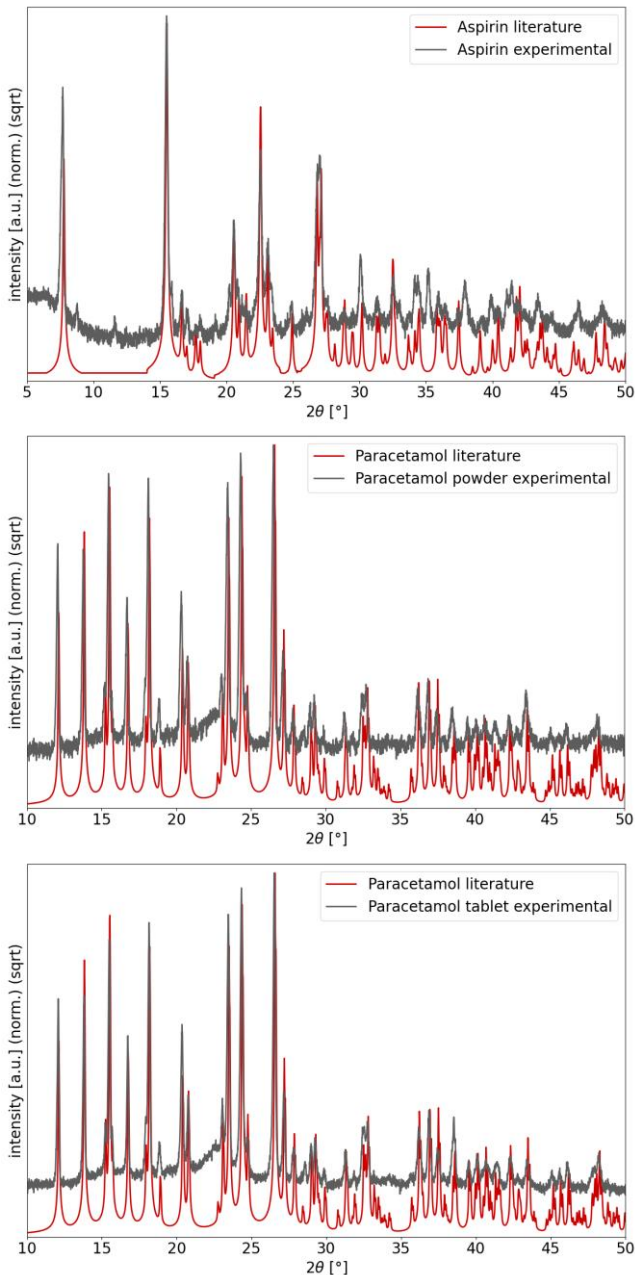 Aspirin literature
Aspirin experimental
intensity [a.u.] (norm.) (sqrt)
5 10 15 20 25 30 35 40 45 50
2θ [°]
Paracetamol literature
Paracetamol powder experimental
intensity [a.u.] (norm.) (sqrt)
10 15 20 25 30 35 40 45 50
2θ [°]
Paracetamol literature
Paracetamol tablet experimental
intensity [a.u.] (norm.) (sqrt)
10 15 20 25 30 35 40 45 50
2θ [°]